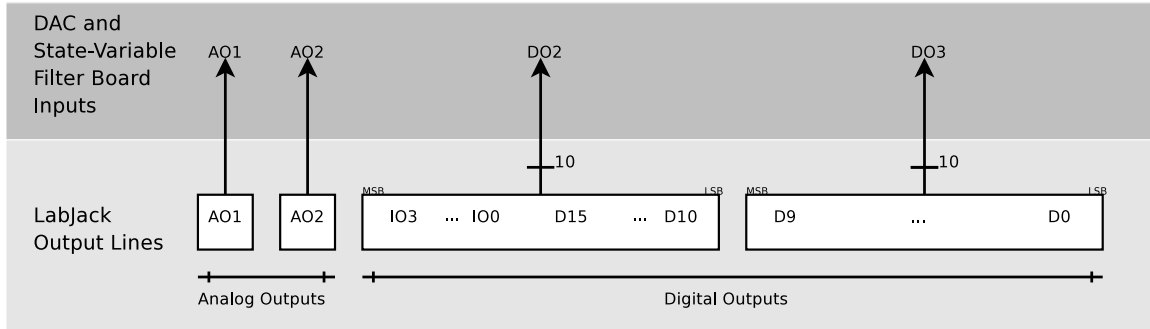 DAC and
State-Variable
Filter Board
Inputs
AO1
AO2
DO2
DO3
10
10
LabJack
Output Lines
AO1
AO2
MSB
LSB
IO3 ... IO0 D15 ... D10
MSB
LSB
D9 ... D0
Analog Outputs
Digital Outputs